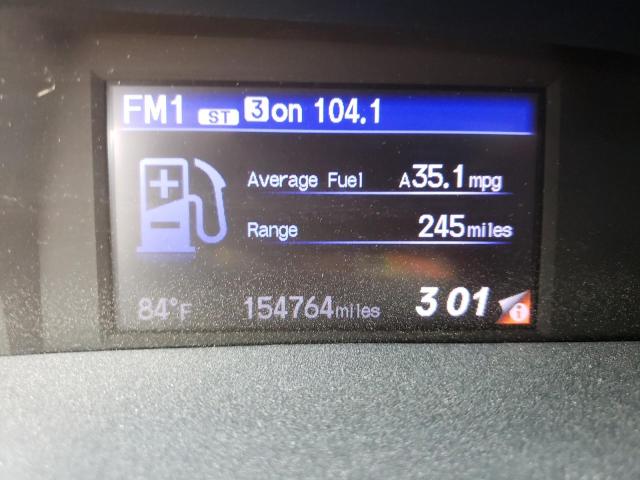 FM1 ST 3 on 104.1
Average Fuel A35.1 mpg
Range 245 miles
84°F 154764 miles 3 01 i